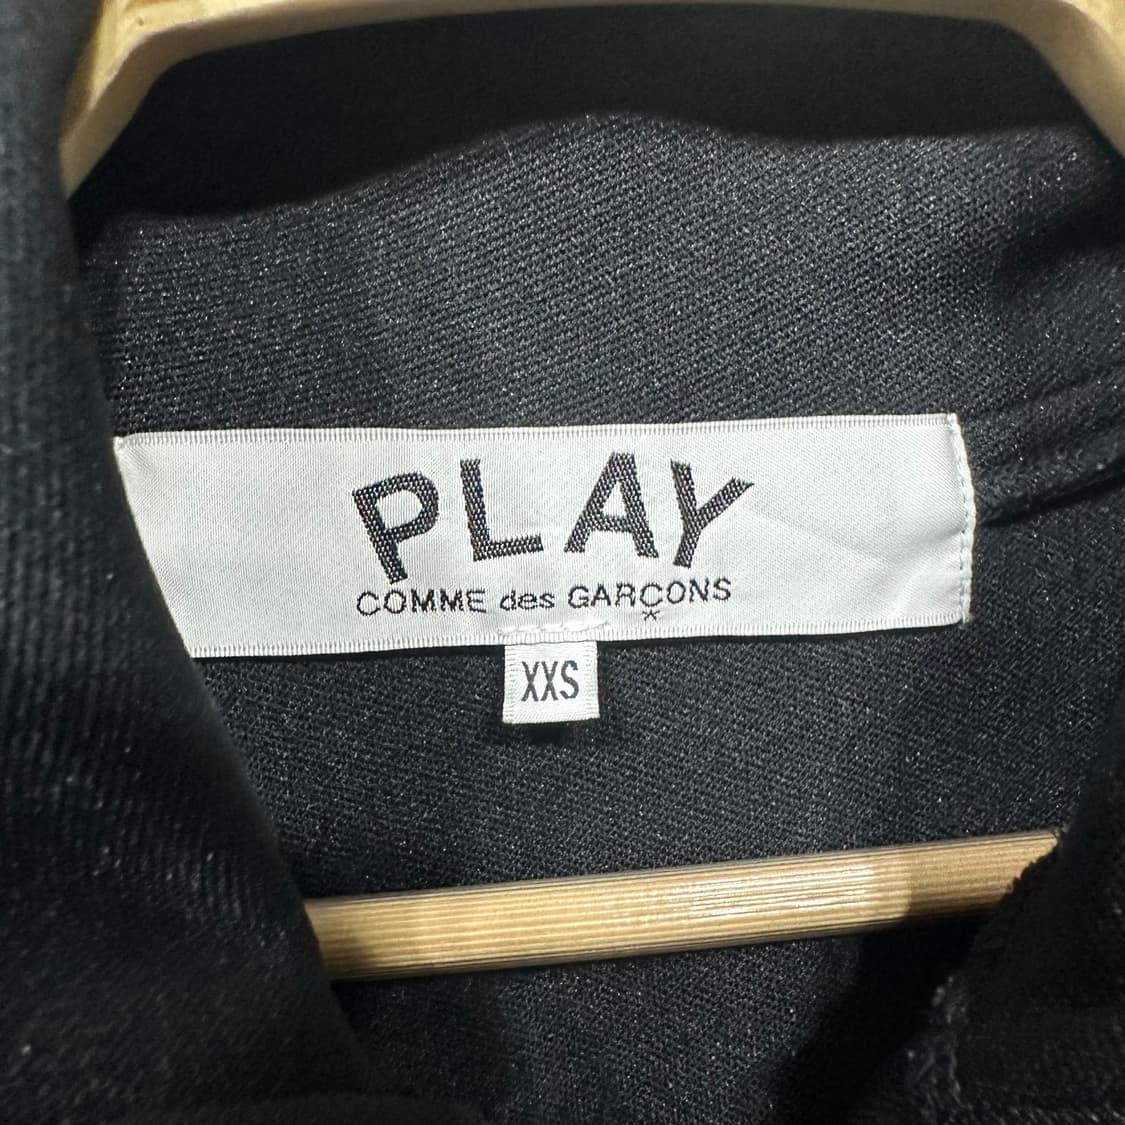 PLAY
COMME des GARÇONS
*
XXS